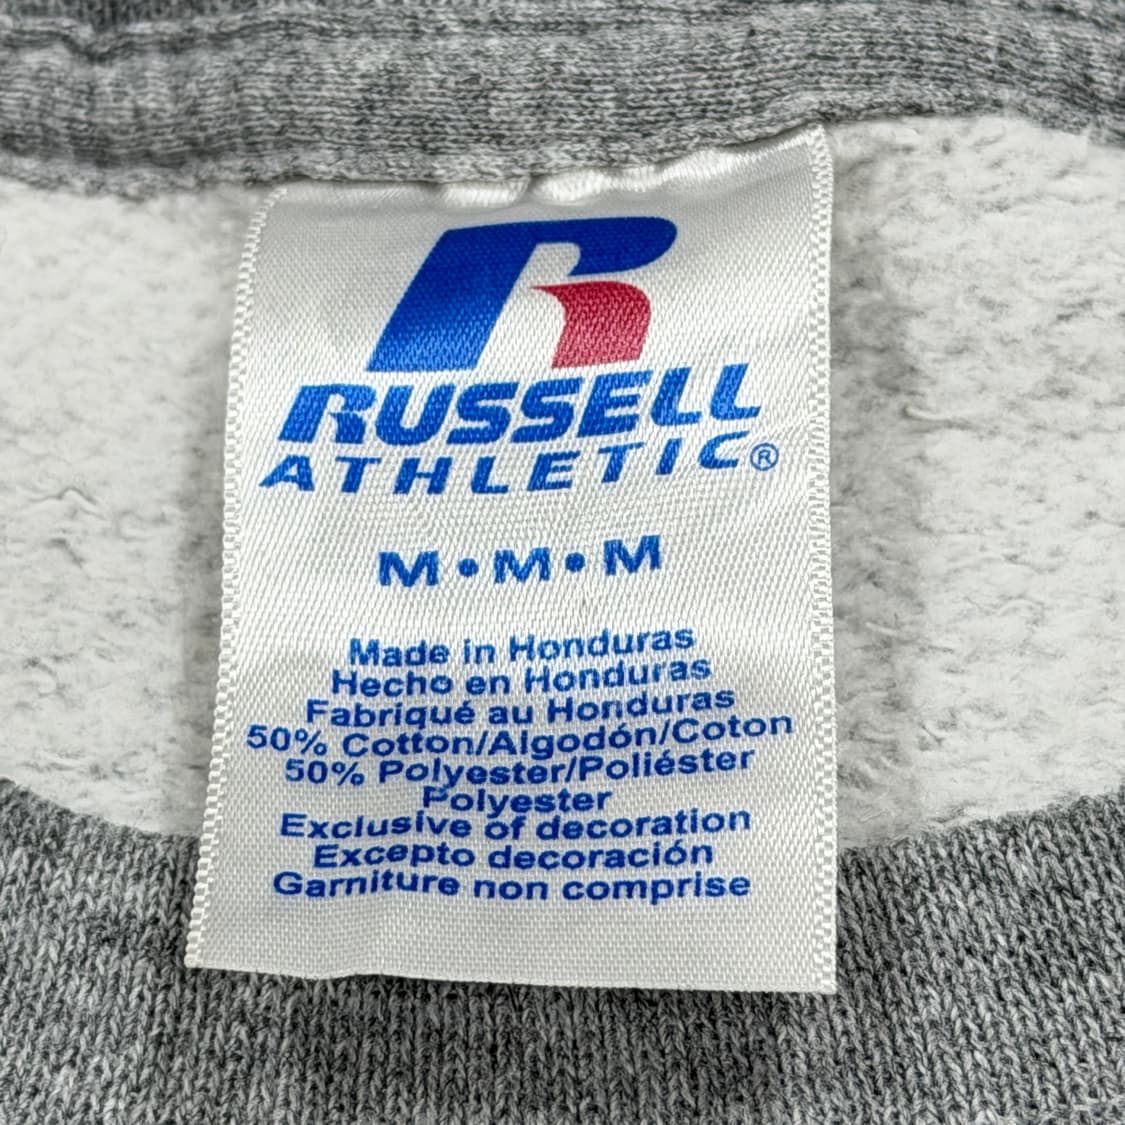 R
RUSSELL
ATHLETIC®
M•M•M
Made in Honduras
Hecho en Honduras
Fabriqué au Honduras
50% Cotton/Algodón/Coton
50% Polyester/Poliéster
Polyester
Exclusive of decoration
Excepto decoración
Garniture non comprise